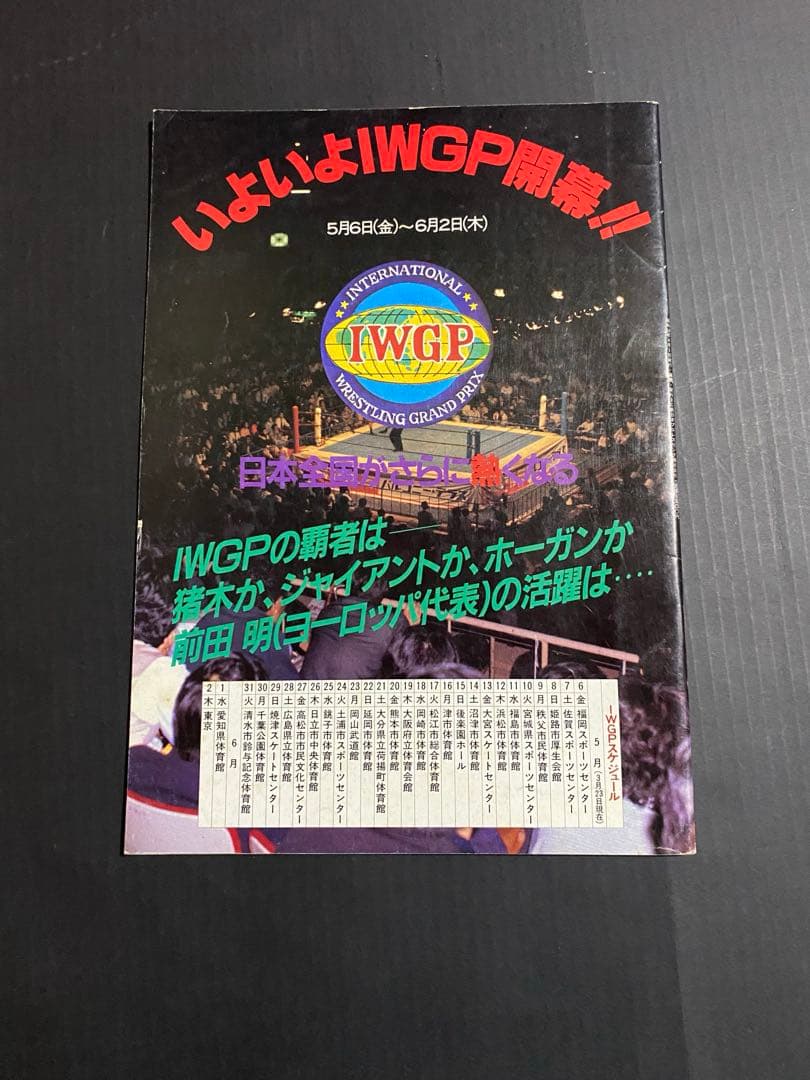 いよいよIWGP開幕!!
5月6日(金)～6月2日(木)
INTERNATIONAL
IWGP
WRESTLING GRAND PRIX
日本全国がさらに熱くなる
IWGPの覇者は——
猪木か、ジャイアントか、ホーガンか
前田 明(ヨーロッパ代表)の活躍は‥‥
IWGPスケジュール
5月(3月23日現在)
6 金 福岡スポーツセンター
7 土 佐賀スポーツセンター
8 日 姫路市厚生会館
9 月 秩父市民体育館
10 火 宮城県スポーツセンター
11 水 福島市体育館
12 木 浜松市体育館
13 金 大宮スケートセンター
14 土 沼津市体育館
15 日 後楽園ホール
16 月 津市体育館
17 火 松江市総合体育館
18 水 岡崎市体育館
19 木 大阪府立体育会館
20 金 熊本市体育館
21 土 大分県立荷揚町体育館
22 日 延岡市体育館
23 月 岡山武道館
24 火 土浦市スポーツセンター
25 水 銚子市体育館
26 木 日立市中央体育館
27 金 高松市市民文化センター
28 土 広島県立体育館
29 日 焼津スケートセンター
30 月 千葉公園体育館
31 火 清水市鈴与記念体育館
6月
1 水 愛知県体育館
2 木 東京